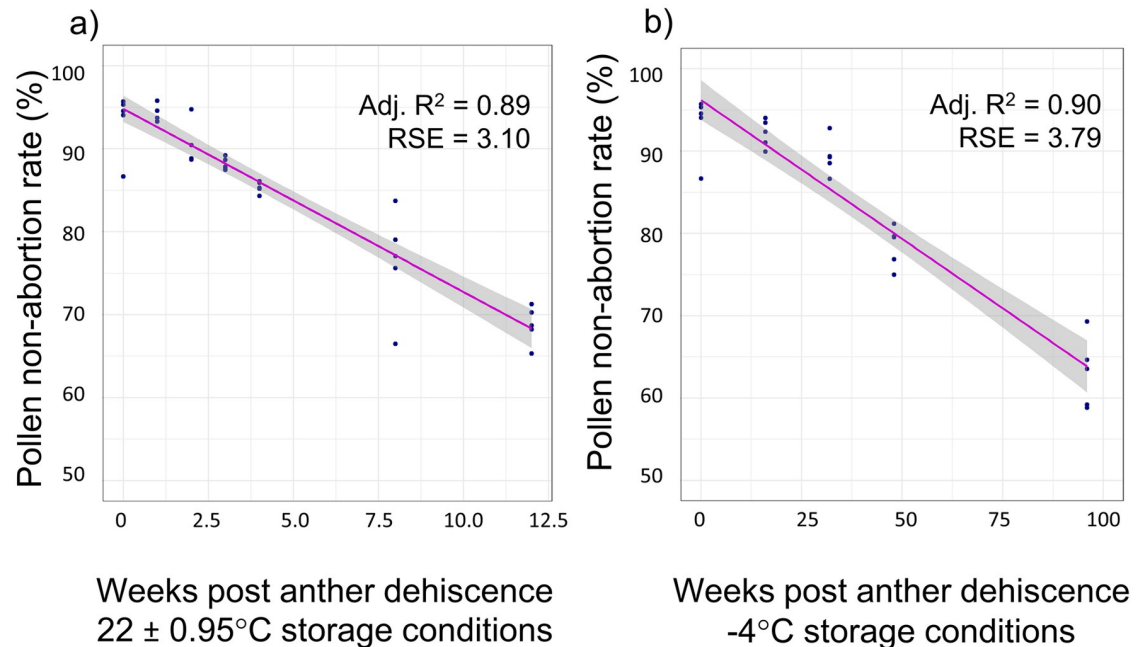 a)
Pollen non-abortion rate (%)
100
90
80
70
60
50
Adj. R² = 0.89
RSE = 3.10
0 2.5 5.0 7.5 10.0 12.5
Weeks post anther dehiscence
22 ± 0.95°C storage conditions
b)
Pollen non-abortion rate (%)
100
90
80
70
60
50
Adj. R² = 0.90
RSE = 3.79
0 25 50 75 100
Weeks post anther dehiscence
-4°C storage conditions